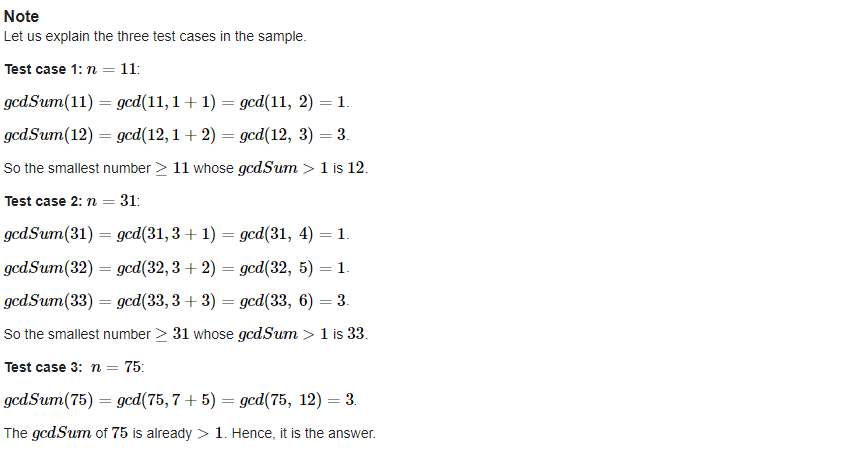 Note
Let us explain the three test cases in the sample.
Test case 1: n = 11:
gcdSum(11) = gcd(11, 1 + 1) = gcd(11, 2) = 1.
gcdSum(12) = gcd(12, 1 + 2) = gcd(12, 3) = 3.
So the smallest number ≥ 11 whose gcdSum > 1 is 12.
Test case 2: n = 31:
gcdSum(31) = gcd(31, 3 + 1) = gcd(31, 4) = 1.
gcdSum(32) = gcd(32, 3 + 2) = gcd(32, 5) = 1.
gcdSum(33) = gcd(33, 3 + 3) = gcd(33, 6) = 3.
So the smallest number ≥ 31 whose gcdSum > 1 is 33.
Test case 3: n = 75:
gcdSum(75) = gcd(75, 7 + 5) = gcd(75, 12) = 3.
The gcdSum of 75 is already > 1. Hence, it is the answer.